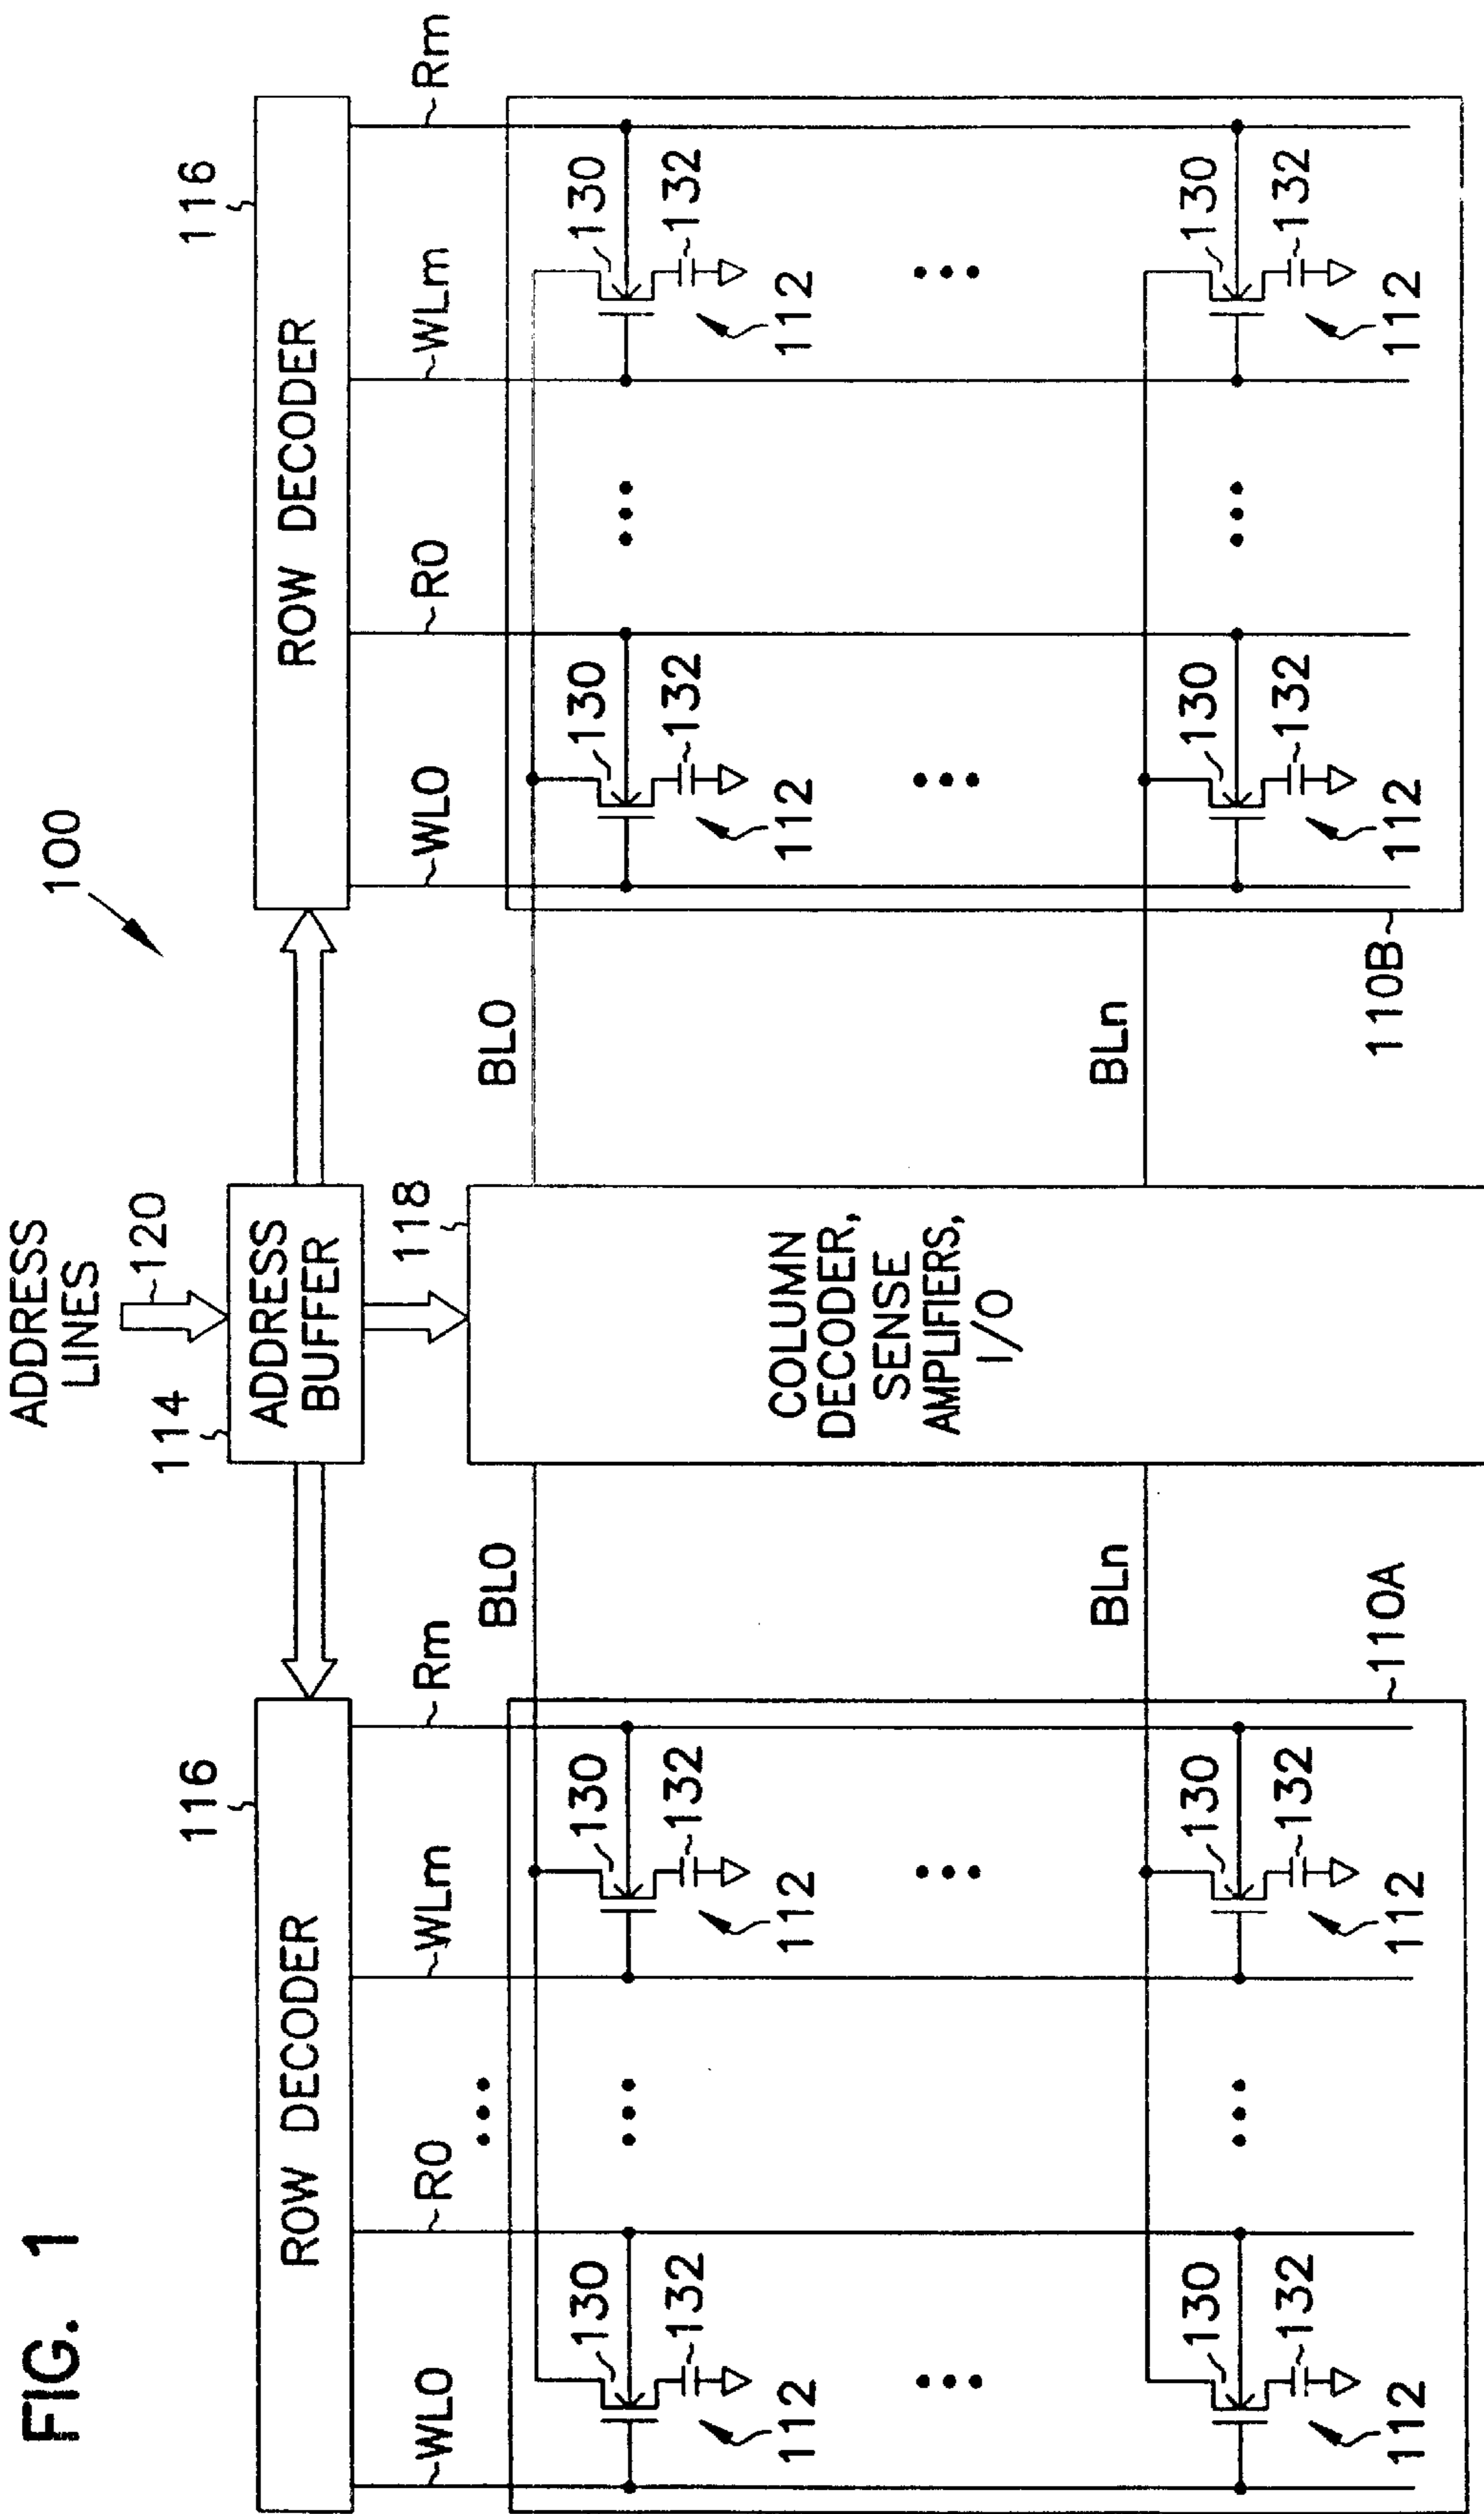 FIG. 1
100
ADDRESS
LINES
120
114
ADDRESS
BUFFER
116
ROW DECODER
116
ROW DECODER
118
COLUMN
DECODER,
SENSE
AMPLIFIERS,
I/O
WL0
R0
WLm
Rm
BL0
BL0
WL0
R0
WLm
Rm
130
132
112
130
132
112
130
132
112
130
132
112
BLn
BLn
130
132
112
130
132
112
130
132
112
130
132
112
110A
110B